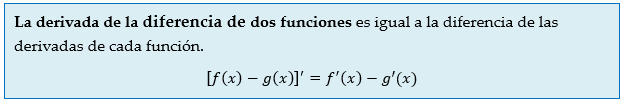 La derivada de la diferencia de dos funciones es igual a la diferencia de las
derivadas de cada función.
[f(x) − g(x)]′ = f′(x) − g′(x)